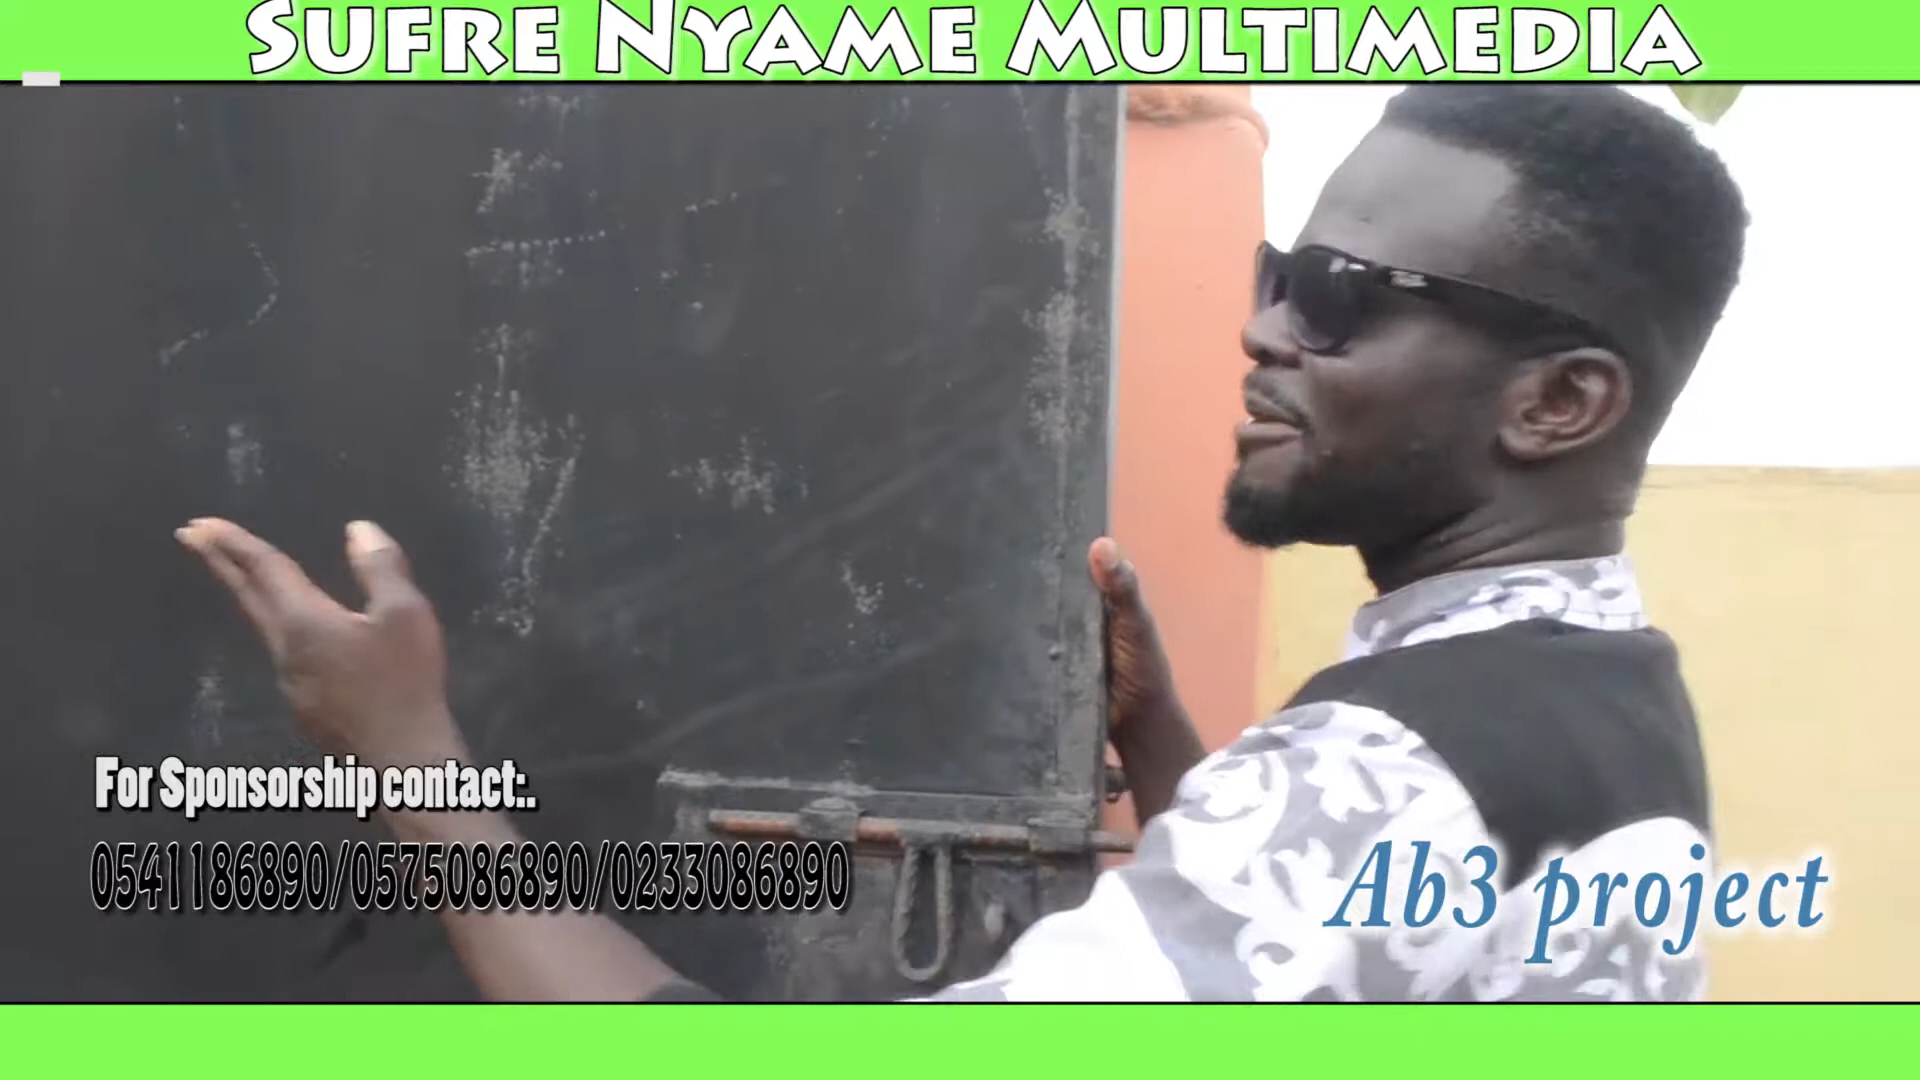 SUFRE NYAME MULTIMEDIA
For Sponsorship contact:.
0541186890/0575086890/0233086890
Ab3 project